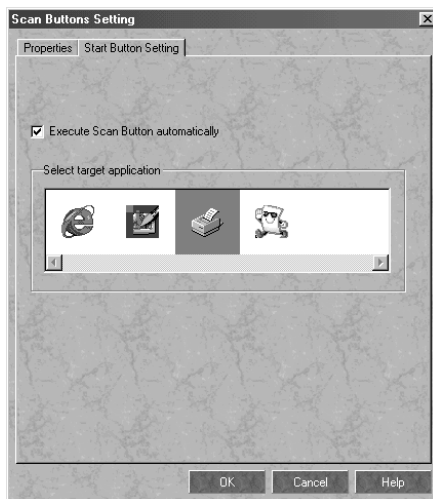 Scan Buttons Setting
Properties Start Button Setting
Execute Scan Button automatically
Select target application
OK Cancel Help